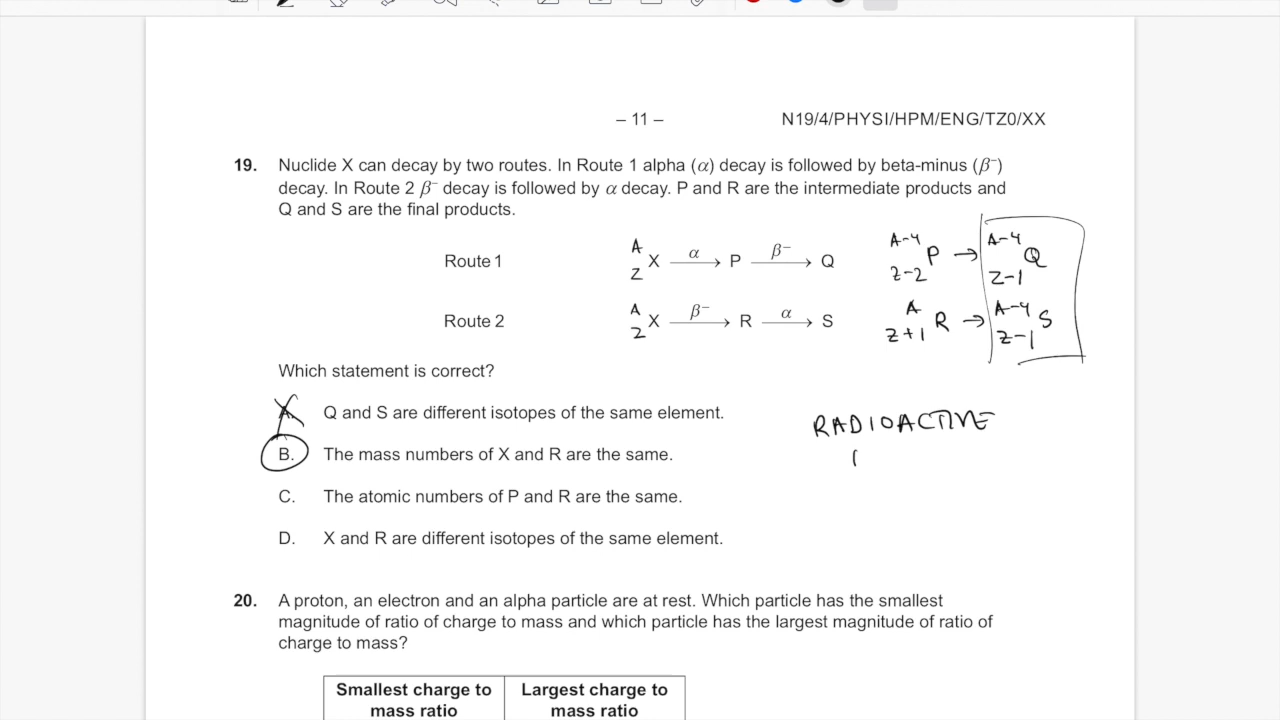 – 11 –
N19/4/PHYSI/HPM/ENG/TZ0/XX
19. Nuclide X can decay by two routes. In Route 1 alpha (α) decay is followed by beta-minus (β⁻)
decay. In Route 2 β⁻ decay is followed by α decay. P and R are the intermediate products and
Q and S are the final products.
Route 1 A Z X α → P β⁻ → Q
A-4 Z-2 P → A-4 Z-1 Q
Route 2 A Z X β⁻ → R α → S
A Z+1 R → A-4 Z-1 S
Which statement is correct?
A. Q and S are different isotopes of the same element.
RADIOACTIVE
B. The mass numbers of X and R are the same.
C. The atomic numbers of P and R are the same.
D. X and R are different isotopes of the same element.
20. A proton, an electron and an alpha particle are at rest. Which particle has the smallest
magnitude of ratio of charge to mass and which particle has the largest magnitude of ratio of
charge to mass?
Smallest charge to
mass ratio
Largest charge to
mass ratio